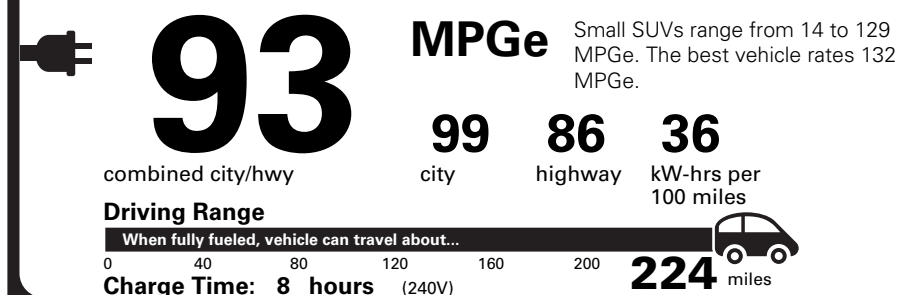 93
MPGe
Small SUVs range from 14 to 129
MPGe. The best vehicle rates 132
MPGe.
99 86 36
combined city/hwy city highway kW-hrs per
100 miles
Driving Range
When fully fueled, vehicle can travel about...
0 40 80 120 160 200 224 miles
Charge Time: 8 hours (240V)